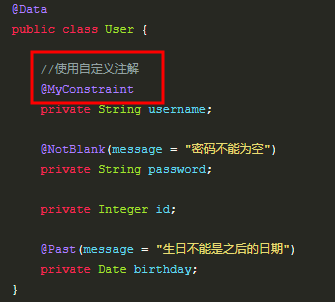 @Data
public class User {
//使用自定义注解
@MyConstraint
private String username;
@NotBlank(message = "密码不能为空")
private String password;
private Integer id;
@Past(message = "生日不能是之后的日期")
private Date birthday;
}